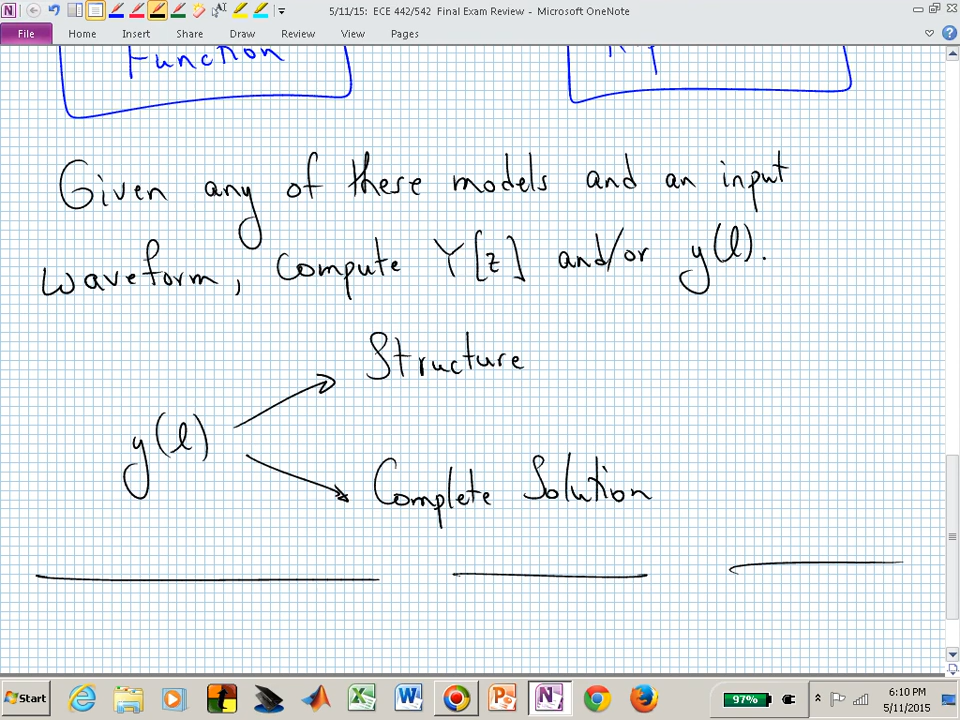 5/11/15: ECE 442/542 Final Exam Review - Microsoft OneNote
File Home Insert Share Draw Review View Pages
Function
Given any of these models and an input
waveform, compute Y[z] and/or y(l).
Structure
y(l)
Complete Solution
Start 97% 6:10 PM
5/11/2015